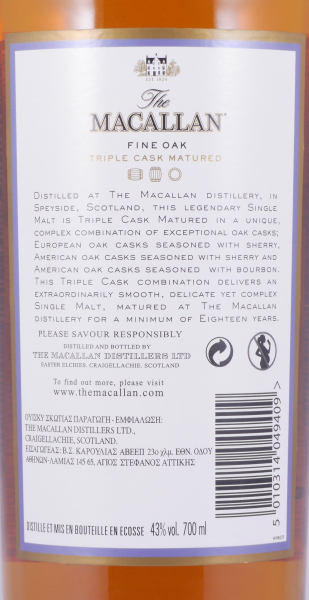 EST. 1824
The
MACALLAN
FINE OAK
TRIPLE CASK MATURED
DISTILLED AT THE MACALLAN DISTILLERY, IN
SPEYSIDE, SCOTLAND, THIS LEGENDARY SINGLE
MALT IS TRIPLE CASK MATURED IN A UNIQUE,
COMPLEX COMBINATION OF EXCEPTIONAL OAK CASKS;
EUROPEAN OAK CASKS SEASONED WITH SHERRY,
AMERICAN OAK CASKS SEASONED WITH SHERRY AND
AMERICAN OAK CASKS SEASONED WITH BOURBON.
THIS TRIPLE CASK COMBINATION DELIVERS AN
EXTRAORDINARILY SMOOTH, DELICATE YET COMPLEX
SINGLE MALT, MATURED AT THE MACALLAN
DISTILLERY FOR A MINIMUM OF EIGHTEEN YEARS.
PLEASE SAVOUR RESPONSIBLY
DISTILLED AND BOTTLED BY
THE MACALLAN DISTILLERS LTD
EASTER ELCHIES, CRAIGELLACHIE, SCOTLAND
To find out more, please visit
www.themacallan.com
ΟΥΙΣΚΥ ΣΚΩΤΙΑΣ ΠΑΡΑΓΩΓΗ - ΕΜΦΙΑΛΩΣΗ:
THE MACALLAN DISTILLERS LTD.,
CRAIGELLACHIE, SCOTLAND.
ΕΙΣΑΓΩΓΕΑΣ: Β.Σ. ΚΑΡΟΥΛΙΑΣ ΑΒΕΕΠ 23ο χλμ. ΕΘΝ. ΟΔΟΥ
ΑΘΗΝΩΝ-ΛΑΜΙΑΣ 145 65, ΑΓΙΟΣ ΣΤΕΦΑΝΟΣ ΑΤΤΙΚΗΣ
DISTILLE ET MIS EN BOUTEILLE EN ECOSSE 43% vol. 700 ml
5 010314 049409 >